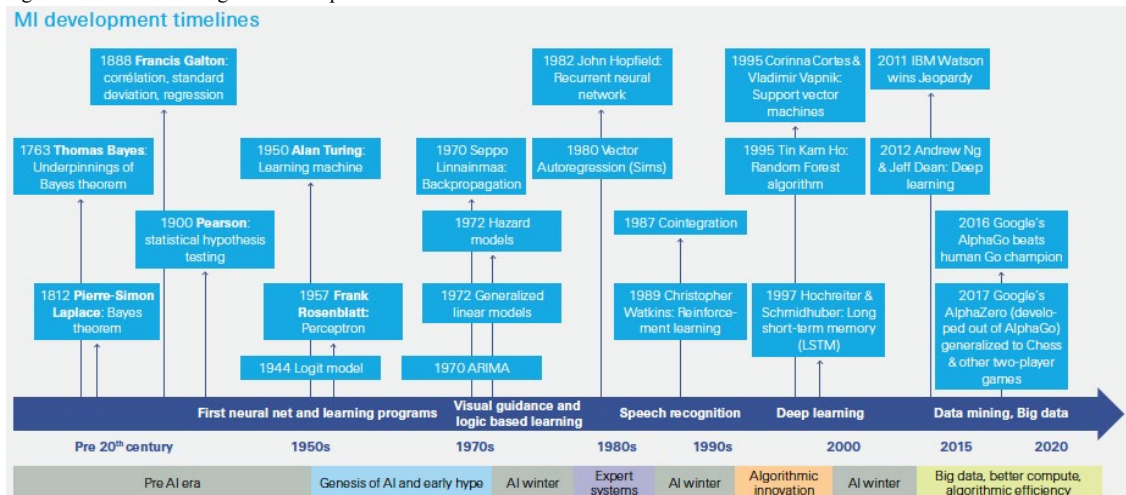 MI development timelines
1888 Francis Galton:
corrélation, standard
deviation, regression
1982 John Hopfield:
Recurrent neural
network
1995 Corinna Cortes &
Vladimir Vapnik:
Support vector
machines
2011 IBM Watson
wins Jeopardy
1763 Thomas Bayes:
Underpinnings of
Bayes theorem
1950 Alan Turing:
Learning machine
1970 Seppo
Linnainmaa:
Backpropagation
1980 Vector
Autoregression (Sims)
1995 Tin Kam Ho:
Random Forest
algorithm
2012 Andrew Ng
& Jeff Dean: Deep
learning
1900 Pearson:
statistical hypothesis
testing
1972 Hazard
models
1987 Cointegration
2016 Google´s
AlphaGo beats
human Go champion
1812 Pierre-Simon
Laplace: Bayes
theorem
1957 Frank
Rosenblatt:
Perceptron
1972 Generalized
linear models
1989 Christopher
Watkins: Reinforce-
ment learning
1997 Hochreiter &
Schmidhuber: Long
short-term memory
(LSTM)
2017 Google´s
AlphaZero (develo-
ped out of AlphaGo)
generalized to Chess
& other two-player
games
1944 Logit model
1970 ARIMA
First neural net and learning programs
Visual guidance and
logic based learning
Speech recognition
Deep learning
Data mining, Big data
Pre 20th century
1950s
1970s
1980s
1990s
2000
2015
2020
Pre AI era
Genesis of AI and early hype
AI winter
Expert
systems
AI winter
Algorithmic
innovation
AI winter
Big data, better compute,
algorithmic efficiency